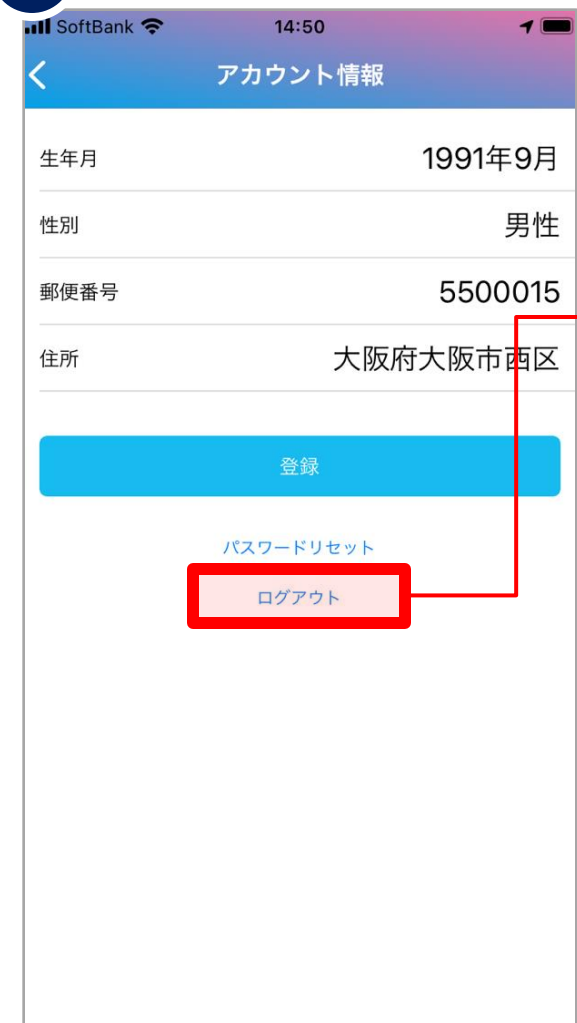 SoftBank 14:50
アカウント情報
生年月 1991年9月
性別 男性
郵便番号 5500015
住所 大阪府大阪市西区
登録
パスワードリセット
ログアウト